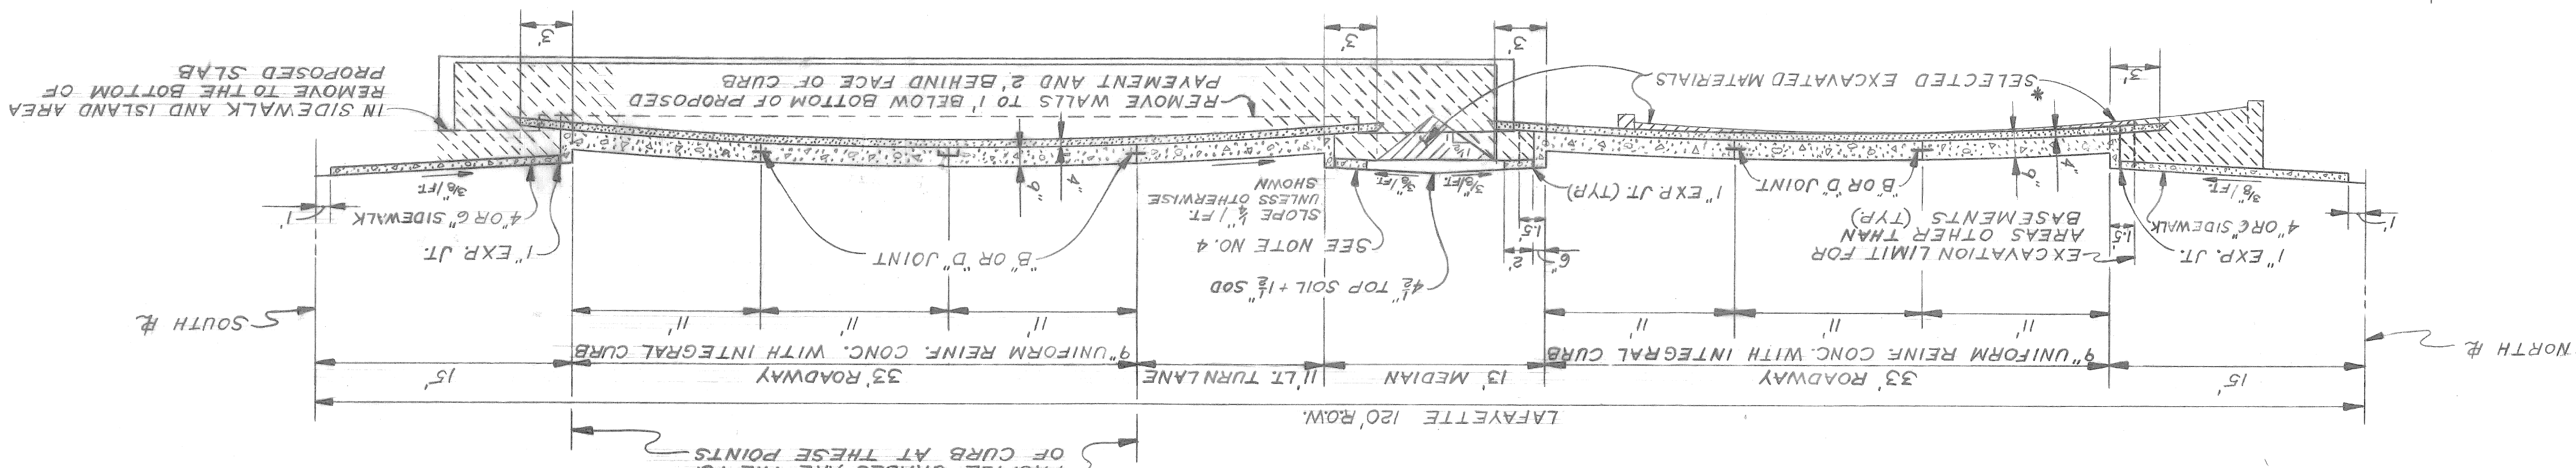 OF CURB AT THESE POINTS
LAFAYETTE 120' R.O.W.
15'
33' ROADWAY
13' MEDIAN
11' LT. TURN LANE
33' ROADWAY
15'
NORTH ⅊
9" UNIFORM REINF. CONC. WITH INTEGRAL CURB
9" UNIFORM REINF. CONC. WITH INTEGRAL CURB
SOUTH ⅊
11'
11'
11'
11'
11'
11'
1" EXP. JT.
EXCAVATION LIMIT FOR
AREAS OTHER THAN
BASEMENTS (TYP.)
4½" TOP SOIL + 1½" SOD
6"
2'
1.5'
SEE NOTE NO. 4
SLOPE ¼"/FT.
UNLESS OTHERWISE
SHOWN
"B" OR "D" JOINT
1" EXP. JT.
1'
4" OR 6" SIDEWALK
1.5'
"B" OR "D" JOINT
1" EXP. JT. (TYP.)
4" OR 6" SIDEWALK
1'
3/8"/FT.
9"
4"
3/8"/FT.
3/8"/FT.
9"
4"
3/8"/FT.
1½
* SELECTED EXCAVATED MATERIALS
REMOVE WALLS TO 1' BELOW BOTTOM OF PROPOSED
PAVEMENT AND 2' BEHIND FACE OF CURB
IN SIDEWALK AND ISLAND AREA
REMOVE TO THE BOTTOM OF
PROPOSED SLAB
3'
3'
3'
3'